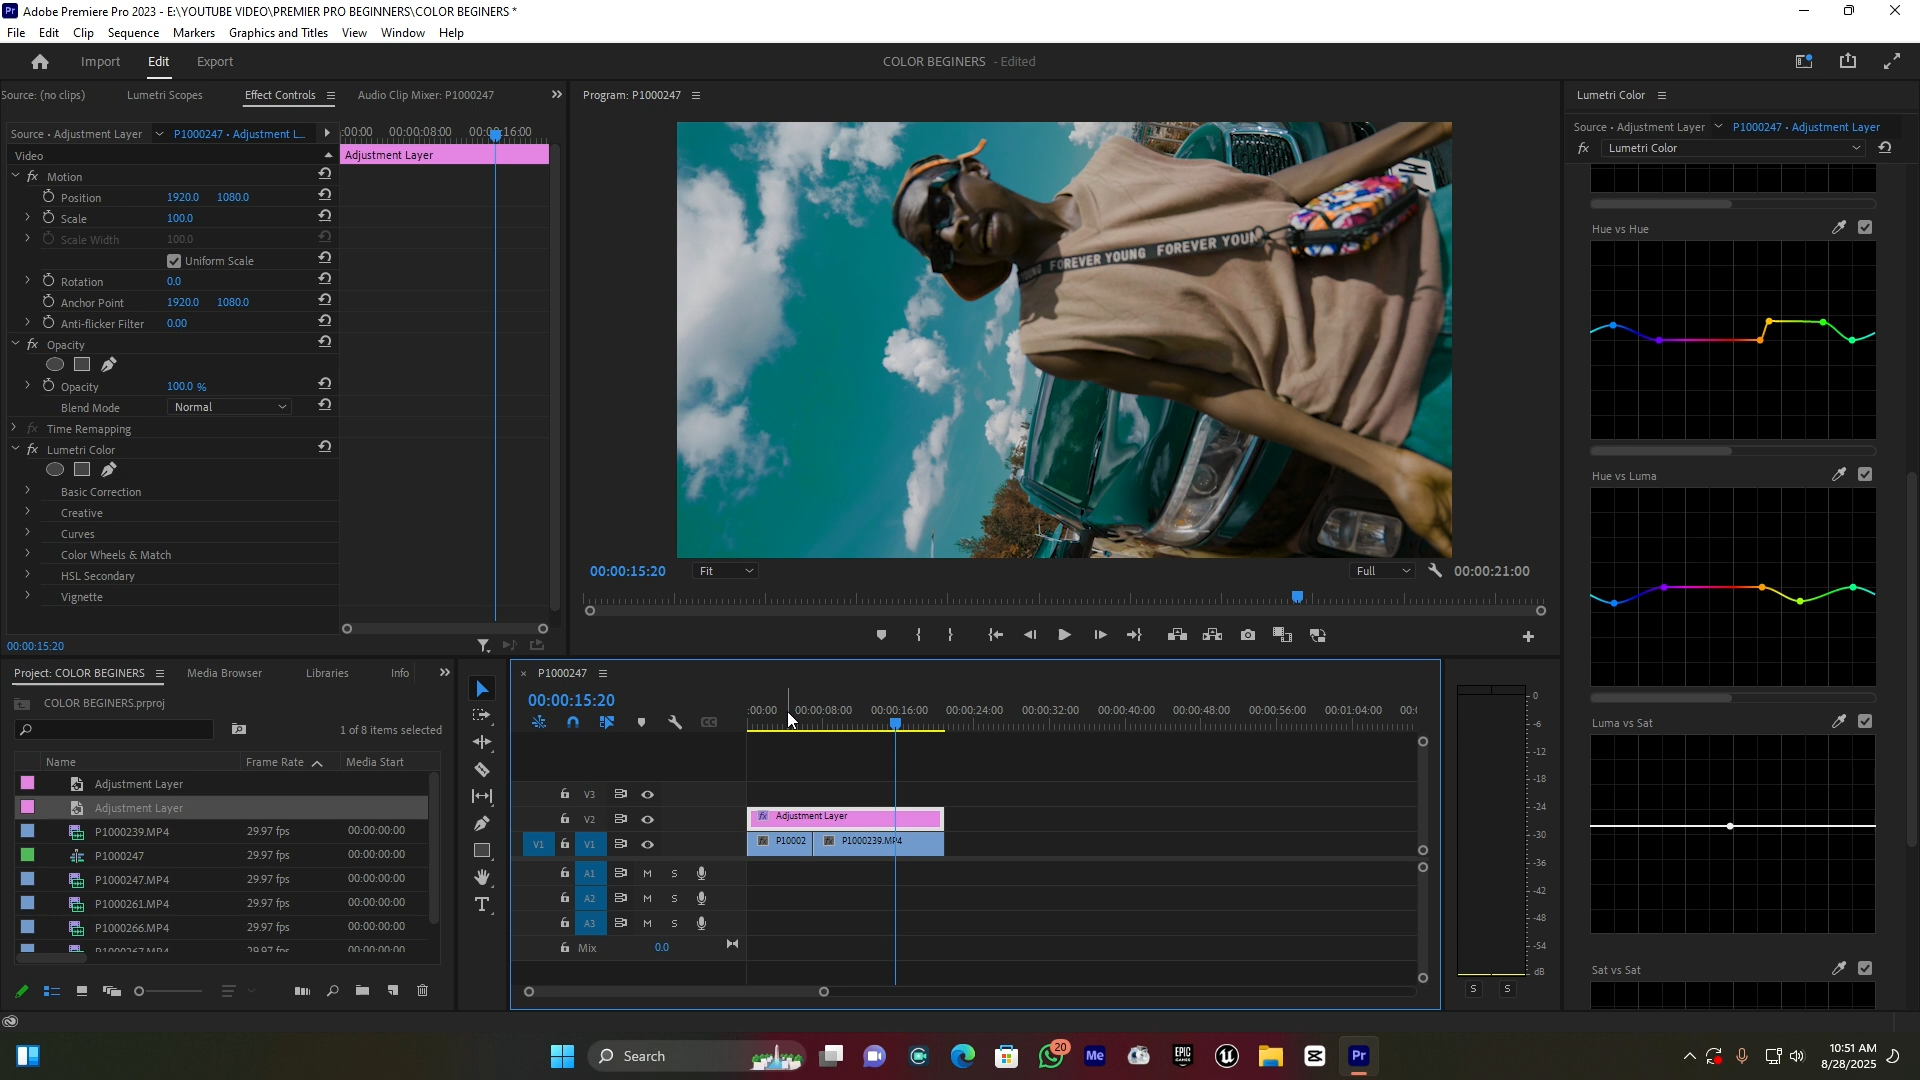 Adobe Premiere Pro 2023 - E:\YOUTUBE VIDEO\PREMIER PRO BEGINNERS\COLOR BEGINERS *
File Edit Clip Sequence Markers Graphics and Titles View Window Help
Import Edit Export
COLOR BEGINERS - Edited
Source: (no clips) Lumetri Scopes Effect Controls Audio Clip Mixer: P1000247
Source • Adjustment Layer P1000247 • Adjustment L...
:00:00 00:00:08:00 00:00:16:00
Video
Adjustment Layer
fx Motion
Position 1920.0 1080.0
Scale 100.0
Scale Width 100.0
Uniform Scale
Rotation 0.0
Anchor Point 1920.0 1080.0
Anti-flicker Filter 0.00
fx Opacity
Opacity 100.0 %
Blend Mode Normal
fx Time Remapping
fx Lumetri Color
Basic Correction
Creative
Curves
Color Wheels & Match
HSL Secondary
Vignette
00:00:15:20
Program: P1000247
FOREVER YOUNG FOREVER YOUN
00:00:15:20 Fit Full 00:00:21:00
Lumetri Color
Source • Adjustment Layer P1000247 • Adjustment Layer
fx Lumetri Color
Hue vs Hue
Hue vs Luma
Luma vs Sat
Sat vs Sat
Project: COLOR BEGINERS Media Browser Libraries Info
COLOR BEGINERS.prproj
1 of 8 items selected
Name Frame Rate Media Start
Adjustment Layer
Adjustment Layer
P1000239.MP4 29.97 fps 00:00:00:00
P1000247 29.97 fps 00:00:00:00
P1000247.MP4 29.97 fps 00:00:00:00
P1000261.MP4 29.97 fps 00:00:00:00
P1000266.MP4 29.97 fps 00:00:00:00
P1000267.MP4 29.97 fps 00:00:00:00
× P1000247
00:00:15:20
:00:00 00:00:08:00 00:00:16:00 00:00:24:00 00:00:32:00 00:00:40:00 00:00:48:00 00:00:56:00 00:01:04:00 00:(
V3
V2 fx Adjustment Layer
V1 V1 fx P10002 fx P1000239.MP4
A1 M S
A2 M S
A3 M S
Mix 0.0
0
-6
-12
-18
-24
-30
-36
-42
-48
-54
dB
S S
Search
20
Me
EPIC GAMES
Pr
10:51 AM
8/28/2025